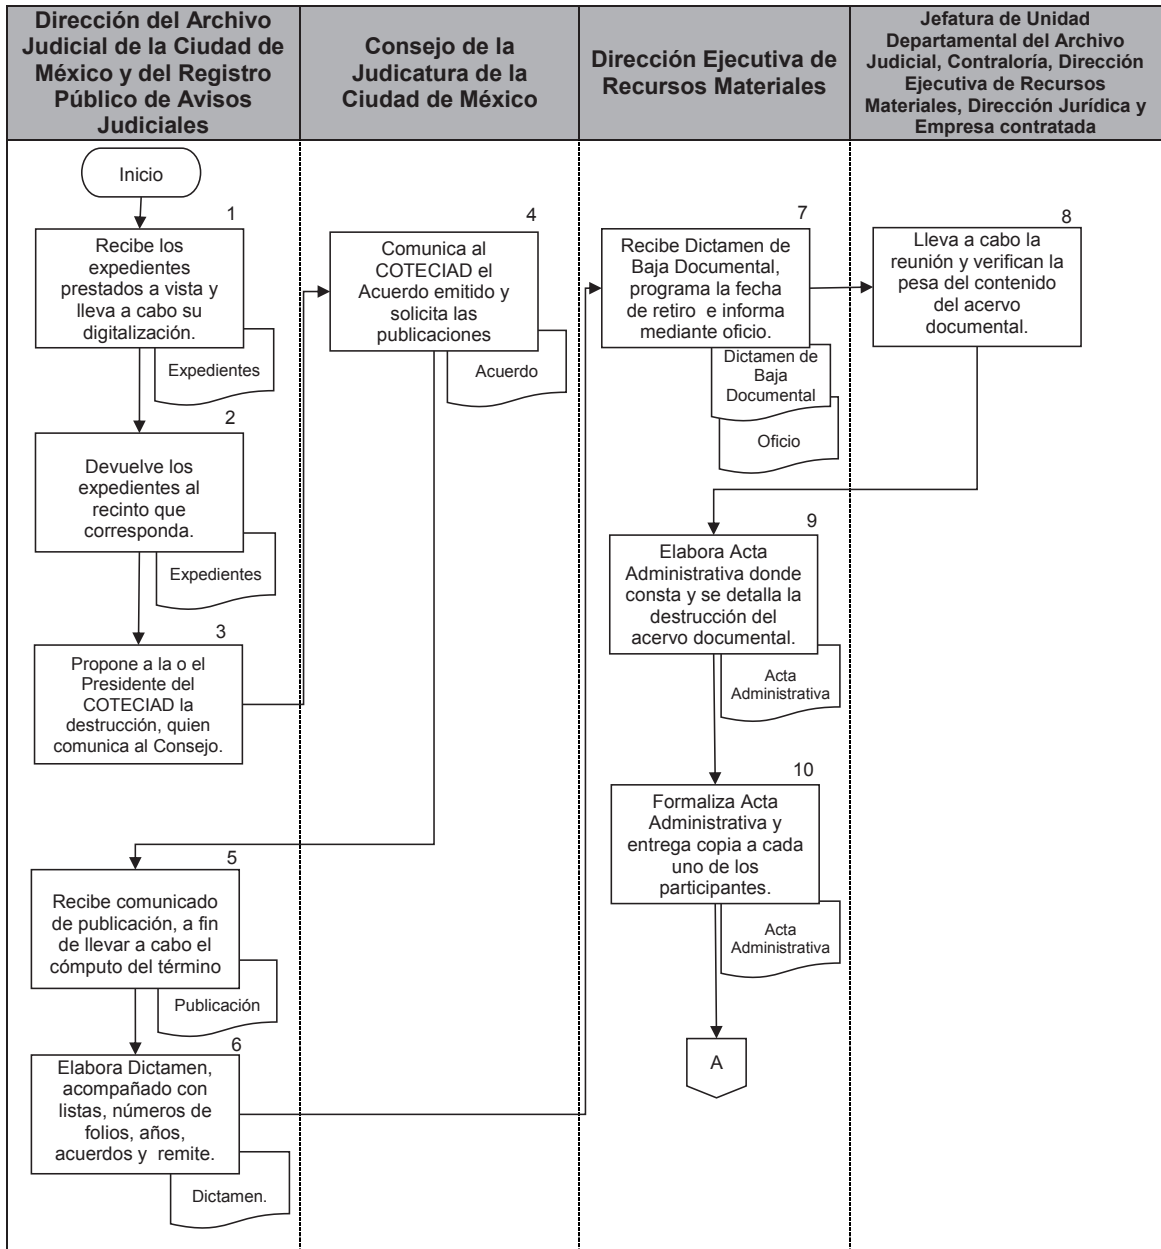 Dirección del Archivo
Judicial de la Ciudad de
México y del Registro
Público de Avisos
Judiciales
Consejo de la
Judicatura de la
Ciudad de México
Dirección Ejecutiva de
Recursos Materiales
Jefatura de Unidad
Departamental del Archivo
Judicial, Contraloría, Dirección
Ejecutiva de Recursos
Materiales, Dirección Jurídica y
Empresa contratada
Inicio
1
Recibe los
expedientes
prestados a vista y
lleva a cabo su
digitalización.
Expedientes
2
Devuelve los
expedientes al
recinto que
corresponda.
Expedientes
3
Propone a la o el
Presidente del
COTECIAD la
destrucción, quien
comunica al Consejo.
4
Comunica al
COTECIAD el
Acuerdo emitido y
solicita las
publicaciones
Acuerdo
5
Recibe comunicado
de publicación, a fin
de llevar a cabo el
cómputo del término
Publicación
6
Elabora Dictamen,
acompañado con
listas, números de
folios, años,
acuerdos y remite.
Dictamen.
7
Recibe Dictamen de
Baja Documental,
programa la fecha
de retiro e informa
mediante oficio.
Dictamen de
Baja
Documental
Oficio
8
Lleva a cabo la
reunión y verifican la
pesa del contenido
del acervo
documental.
9
Elabora Acta
Administrativa donde
consta y se detalla la
destrucción del
acervo documental.
Acta
Administrativa
10
Formaliza Acta
Administrativa y
entrega copia a cada
uno de los
participantes.
Acta
Administrativa
A